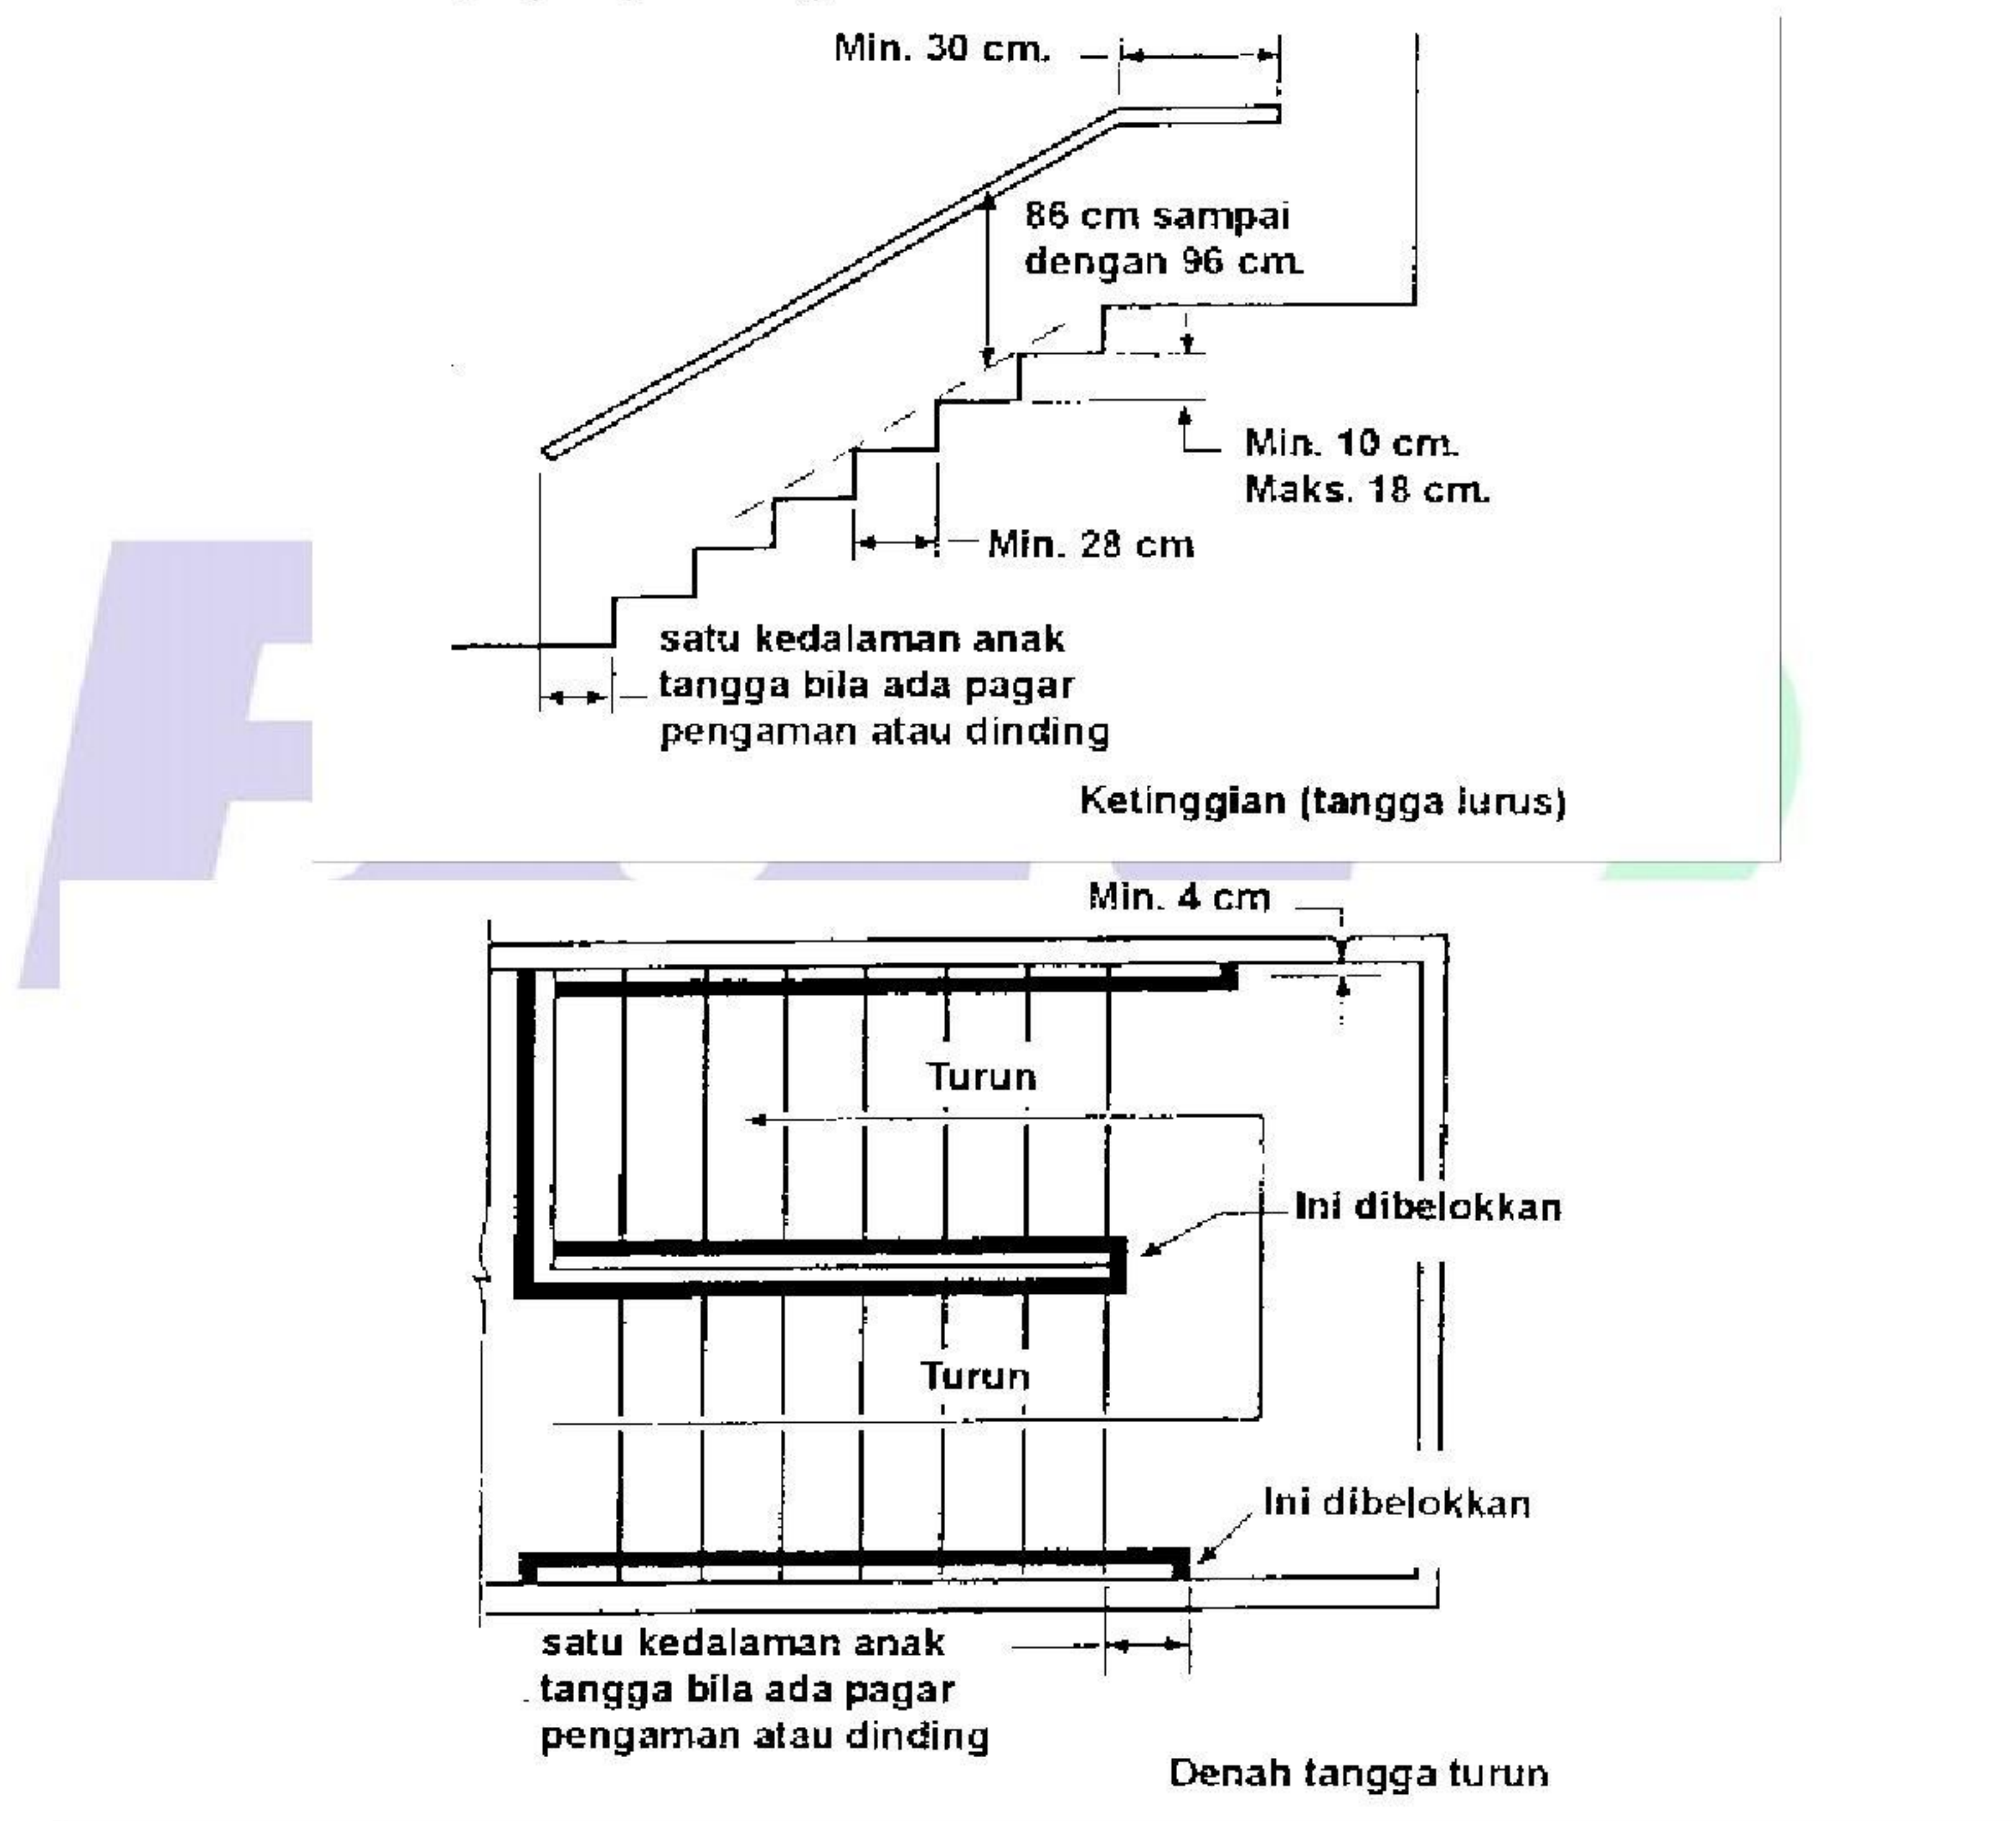 Min. 30 cm.
86 cm sampai
dengan 96 cm.
Min. 10 cm.
Maks. 18 cm.
Min. 28 cm
satu kedalaman anak
tangga bila ada pagar
pengaman atau dinding
Ketinggian (tangga lurus)
Min. 4 cm
Turun
Ini dibelokkan
Turun
Ini dibelokkan
satu kedalaman anak
tangga bila ada pagar
pengaman atau dinding
Denah tangga turun